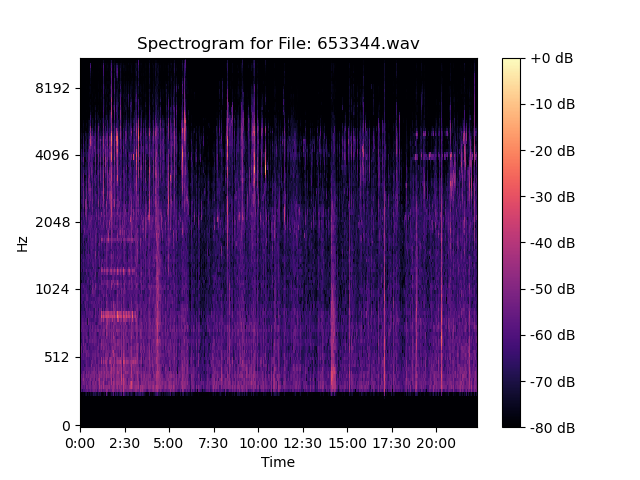 Spectrogram for File: 653344.wav
Hz
8192
4096
2048
1024
512
0
0:00 2:30 5:00 7:30 10:00 12:30 15:00 17:30 20:00
Time
+0 dB
-10 dB
-20 dB
-30 dB
-40 dB
-50 dB
-60 dB
-70 dB
-80 dB